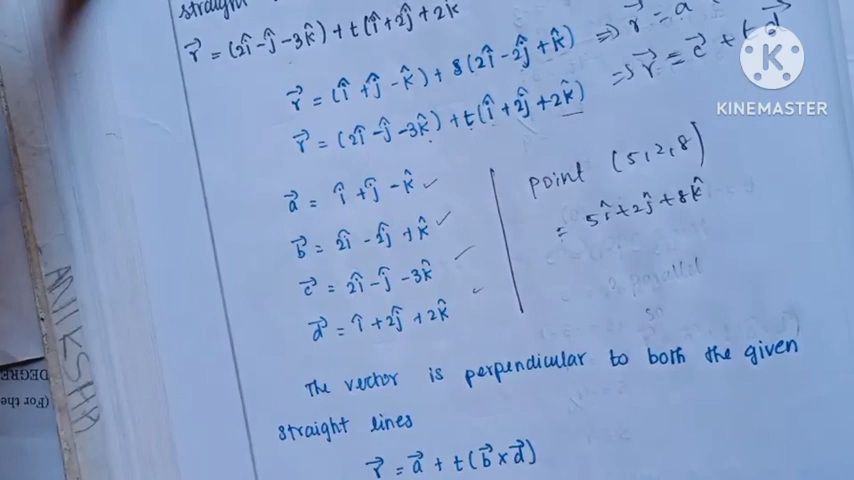 straight
r⃗ = (2î-ĵ-3k̂) + t(î+2ĵ+2k̂
r⃗ = (î+ĵ-k̂) + s(2î-2ĵ+k̂) ⇒ r⃗ = a
r⃗ = (2î-ĵ-3k̂) + t(î+2ĵ+2k̂) ⇒ r⃗ = c⃗ + t d⃗
KINEMASTER
a⃗ = î+ĵ-k̂ ✓
b⃗ = 2î-2ĵ+k̂ ✓
c⃗ = 2î-ĵ-3k̂
d⃗ = î+2ĵ+2k̂
point (5,2,8)
= 5î+2ĵ+8k̂
parallel
so
The vector is perpendicular to both the given
straight lines
r⃗ = a⃗ + t(b⃗×d⃗)
ANIKSHA
DEGRE
(For the